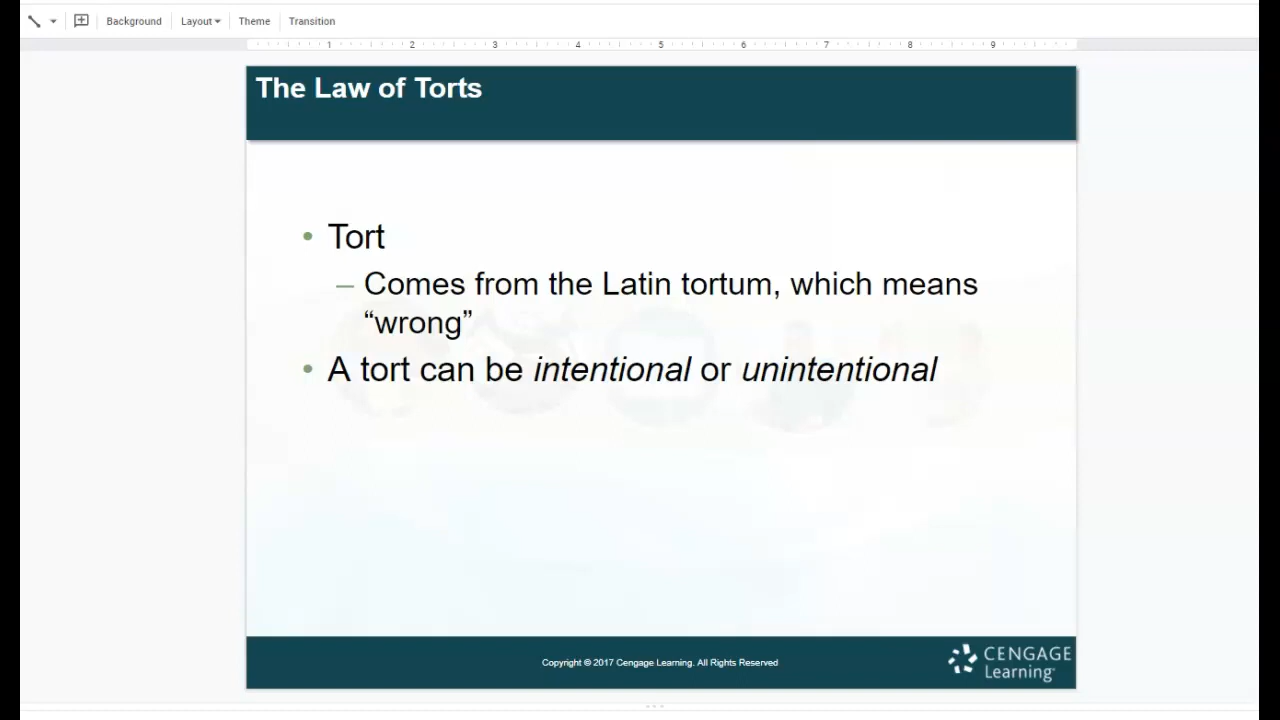 Background Layout Theme Transition
1 2 3 4 5 6 7 8 9
The Law of Torts
• Tort
– Comes from the Latin tortum, which means
“wrong”
• A tort can be intentional or unintentional
Copyright © 2017 Cengage Learning. All Rights Reserved
CENGAGE
Learning™